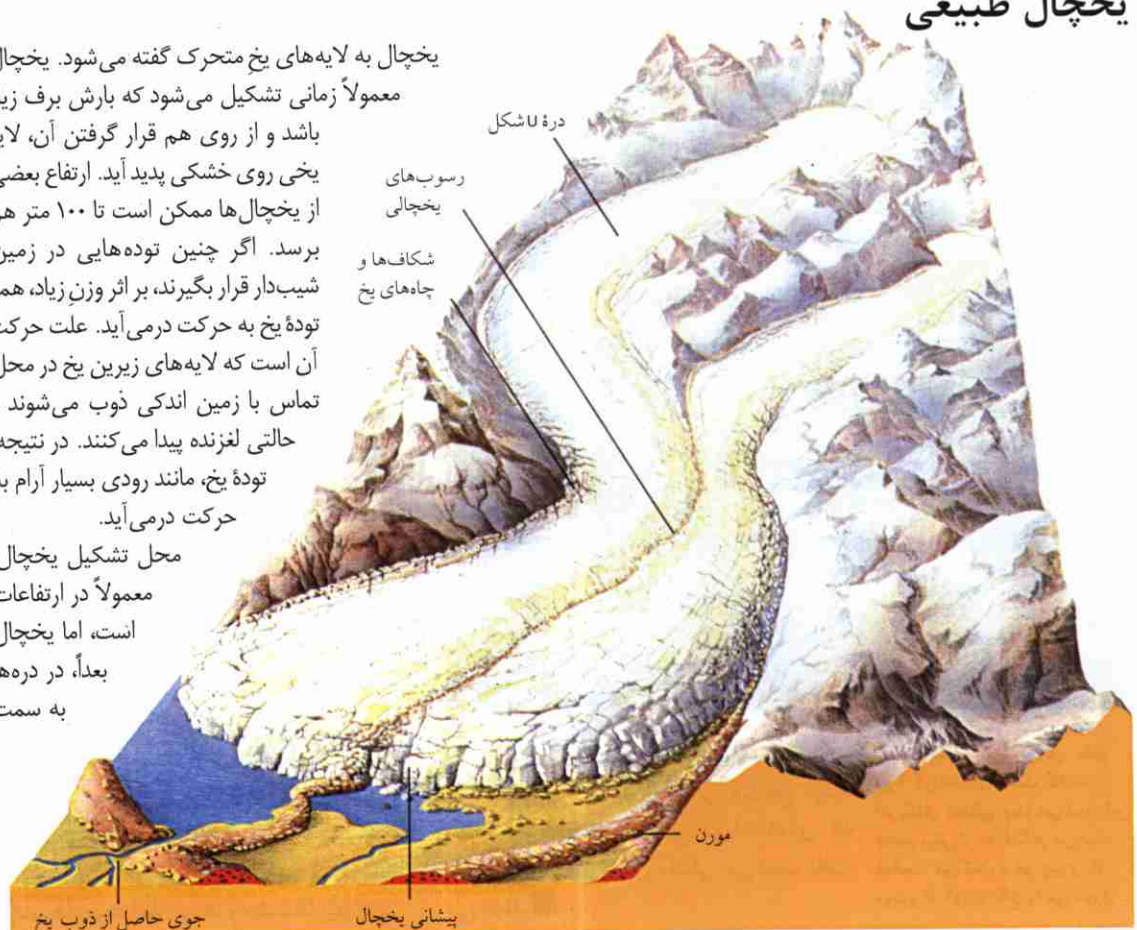 یخچال طبیعی
یخچال به لایه‌های یخِ متحرک گفته می‌شود. یخچال
معمولاً زمانی تشکیل می‌شود که بارش برف
باشد و از روی هم قرار گرفتن آن،
یخی روی خشکی پدید آید. ارتفاع بعضی
از یخچال‌ها ممکن است تا ۱۰۰ متر
برسد. اگر چنین توده‌هایی در زمین
شیب‌دار قرار بگیرند، بر اثر وزنِ زیاد،
تودهٔ یخ به حرکت درمی‌آید. علت حرکت
آن است که لایه‌های زیرین یخ در محل
تماس با زمین اندکی ذوب می‌شوند
حالتی لغزنده پیدا می‌کنند. در نتیجه
تودهٔ یخ، مانند رودی بسیار آرام
حرکت درمی‌آید.
محل تشکیل یخچال
معمولاً در ارتفاعات
است، اما یخچال
بعداً، در
به سمت
درهٔ U شکل
رسوب‌های
یخچالی
شکاف‌ها و
چاه‌های یخ
مورن
پیشانی یخچال
جوی حاصل از ذوب یخ